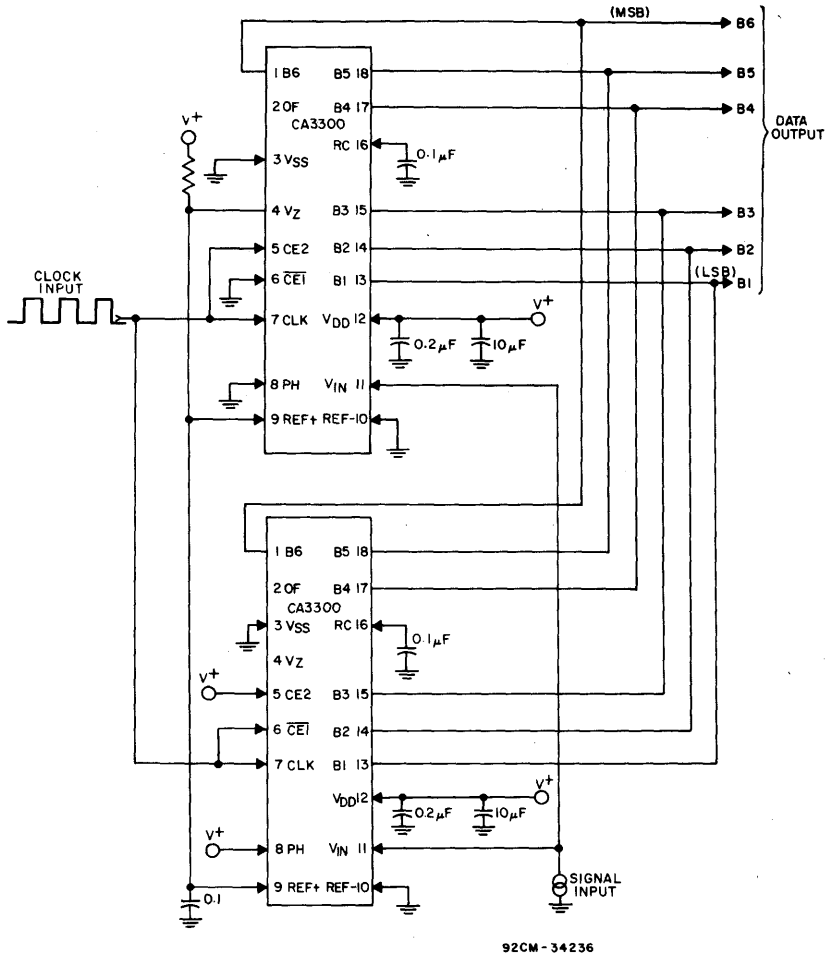 (MSB)
B6
1 B6
B5 18
B5
2 OF
B4 17
B4
CA3300
V+
DATA
OUTPUT
RC 16
0.1μF
3 VSS
4 VZ
B3 15
B3
5 CE2
B2 14
B2
CLOCK
INPUT
6 CE1
B1 13
(LSB)
B1
7 CLK
VDD 12
V+
0.2μF
10μF
8 PH
VIN 11
9 REF+
REF-10
1 B6
B5 18
2 OF
B4 17
CA3300
3 VSS
RC 16
0.1μF
4 VZ
V+
5 CE2
B3 15
6 CE1
B2 14
7 CLK
B1 13
VDD 12
V+
0.2μF
10μF
V+
8 PH
VIN 11
SIGNAL
INPUT
9 REF+
REF-10
0.1
92CM-34236